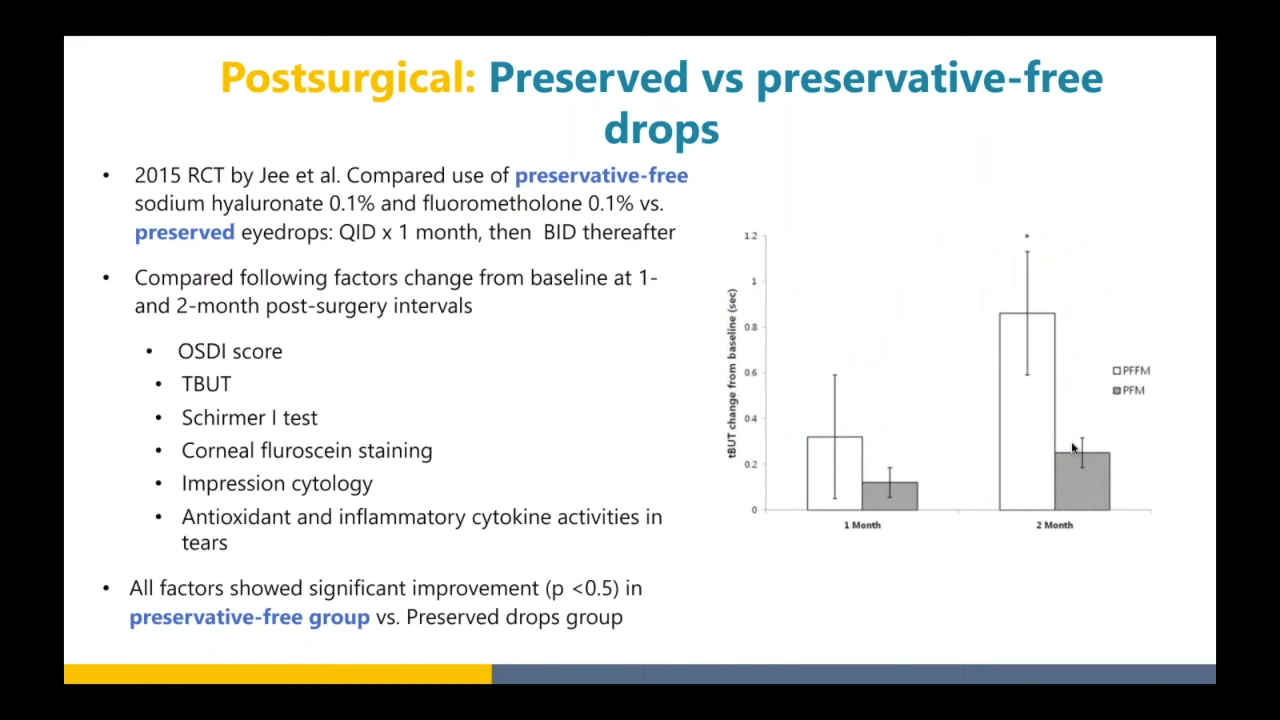 Postsurgical: Preserved vs preservative-free
drops
• 2015 RCT by Jee et al. Compared use of preservative-free
sodium hyaluronate 0.1% and fluorometholone 0.1% vs.
preserved eyedrops: QID x 1 month, then BID thereafter
• Compared following factors change from baseline at 1-
and 2-month post-surgery intervals
• OSDI score
• TBUT
• Schirmer I test
• Corneal fluroscein staining
• Impression cytology
• Antioxidant and inflammatory cytokine activities in
tears
• All factors showed significant improvement (p <0.5) in
preservative-free group vs. Preserved drops group
tBUT change from baseline (sec)
1.2
1
0.8
0.6
0.4
0.2
0
*
1 Month
2 Month
PFFM
PFM